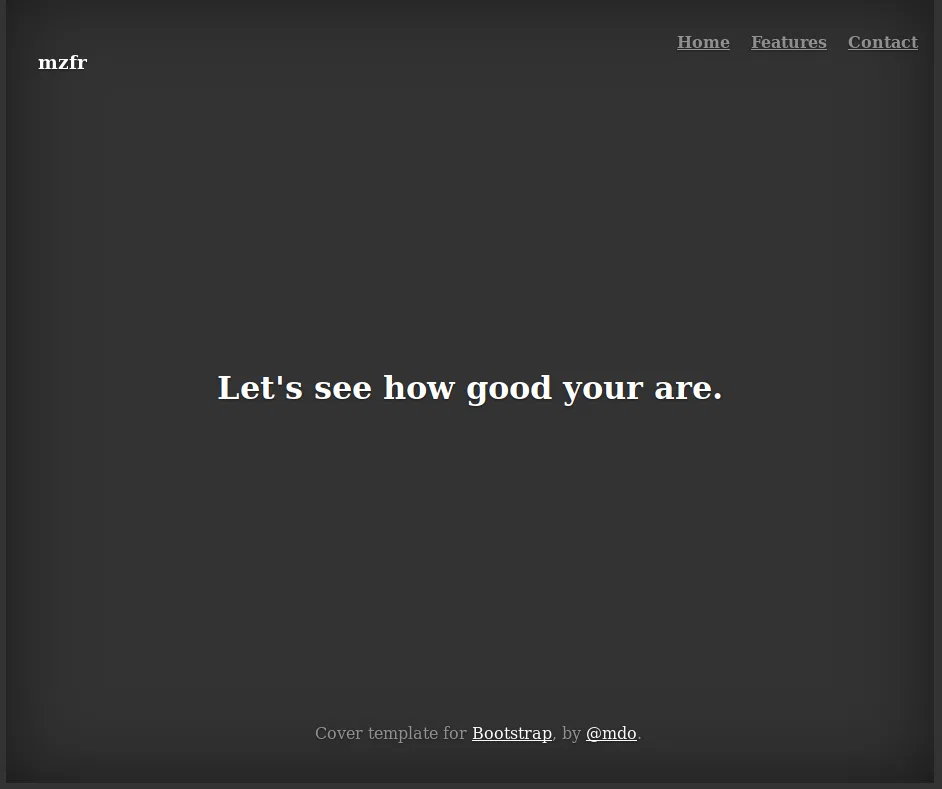 Home Features Contact
mzfr
Let's see how good your are.
Cover template for Bootstrap, by @mdo.